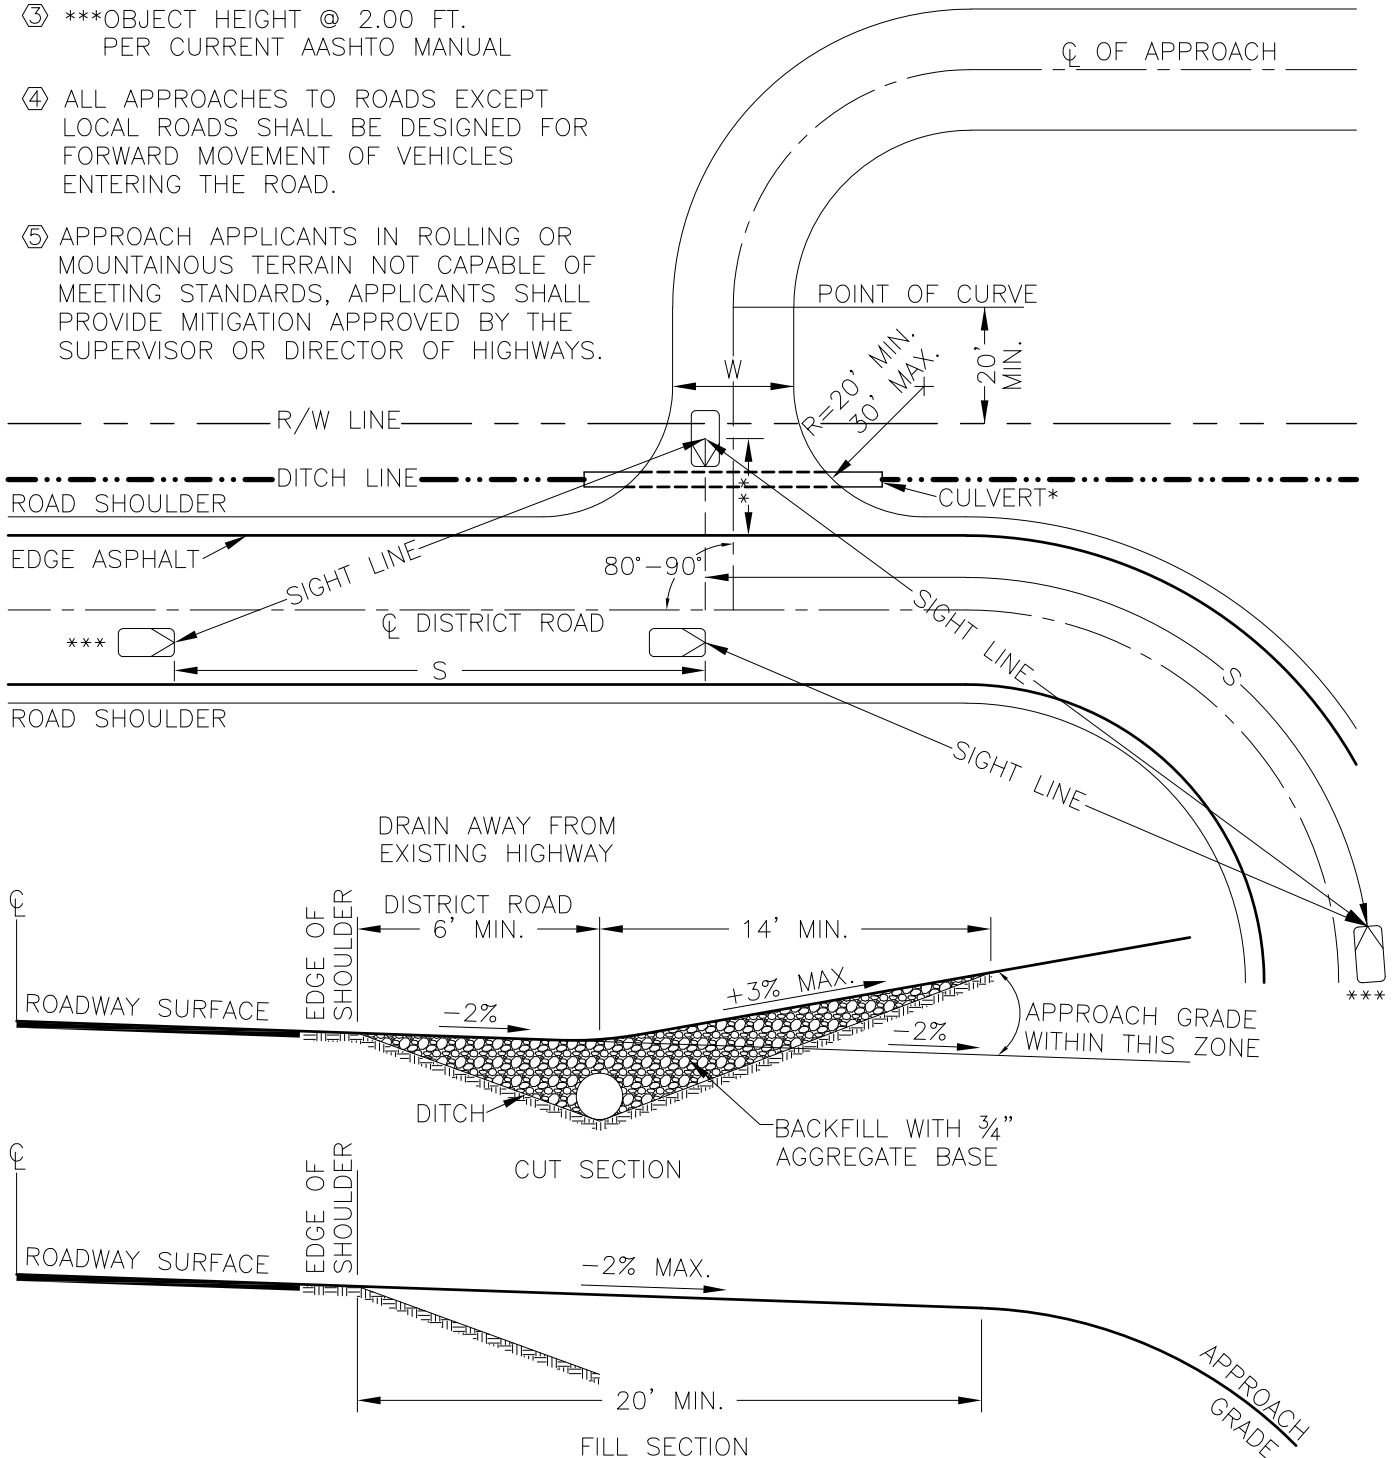 3 ***OBJECT HEIGHT @ 2.00 FT.
PER CURRENT AASHTO MANUAL
4 ALL APPROACHES TO ROADS EXCEPT
LOCAL ROADS SHALL BE DESIGNED FOR
FORWARD MOVEMENT OF VEHICLES
ENTERING THE ROAD.
5 APPROACH APPLICANTS IN ROLLING OR
MOUNTAINOUS TERRAIN NOT CAPABLE OF
MEETING STANDARDS, APPLICANTS SHALL
PROVIDE MITIGATION APPROVED BY THE
SUPERVISOR OR DIRECTOR OF HIGHWAYS.
℄ OF APPROACH
POINT OF CURVE
20'
MIN.
W
R=20' MIN.
30' MAX.
R/W LINE
DITCH LINE
**
CULVERT*
ROAD SHOULDER
EDGE ASPHALT
SIGHT LINE
80°-90°
SIGHT LINE
℄ DISTRICT ROAD
***
S
S
ROAD SHOULDER
SIGHT LINE
***
DRAIN AWAY FROM
EXISTING HIGHWAY
DISTRICT ROAD
℄
EDGE OF
SHOULDER
6' MIN.
14' MIN.
ROADWAY SURFACE
-2%
+3% MAX.
-2%
APPROACH GRADE
WITHIN THIS ZONE
DITCH
BACKFILL WITH ¾"
AGGREGATE BASE
CUT SECTION
℄
EDGE OF
SHOULDER
ROADWAY SURFACE
-2% MAX.
20' MIN.
APPROACH
GRADE
FILL SECTION